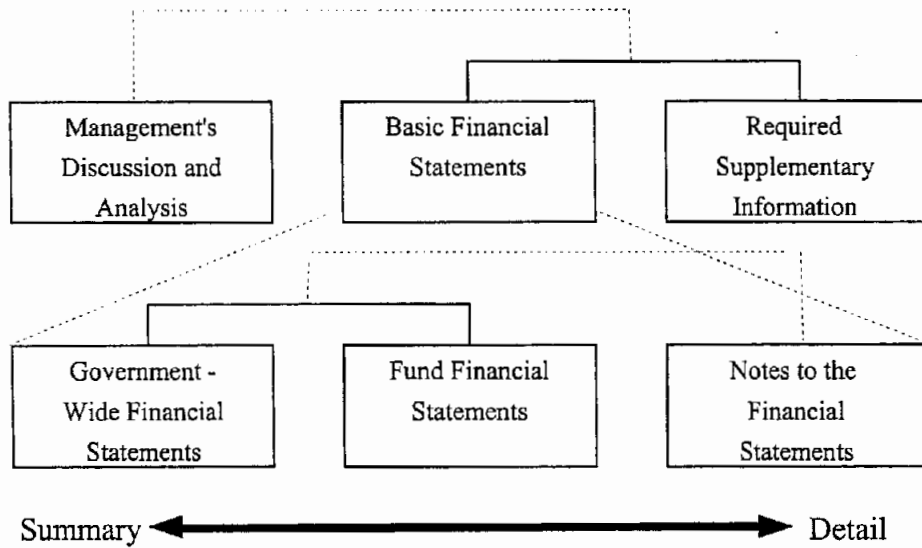 Management's
Discussion and
Analysis
Basic Financial
Statements
Required
Supplementary
Information
Government -
Wide Financial
Statements
Fund Financial
Statements
Notes to the
Financial
Statements
Summary
Detail